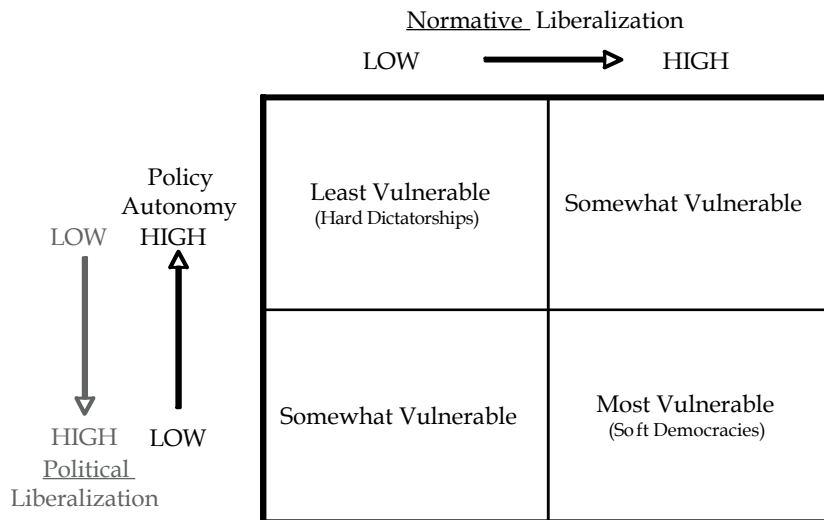 Normative Liberalization
LOW HIGH
Policy
Autonomy
LOW HIGH
Least Vulnerable
(Hard Dictatorships)
Somewhat Vulnerable
Somewhat Vulnerable
Most Vulnerable
(Soft Democracies)
HIGH LOW
Political
Liberalization